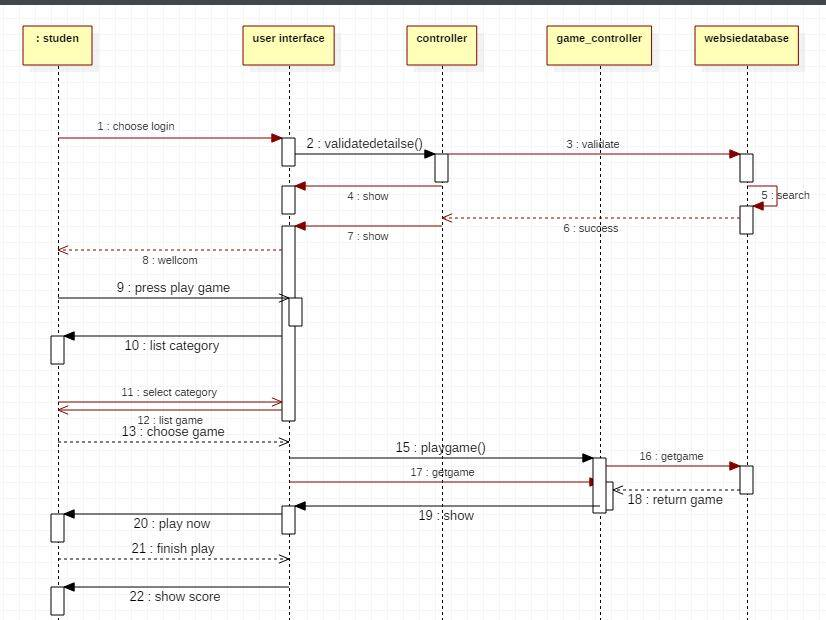 : studen
user interface
controller
game_controller
websiedatabase
1 : choose login
2 : validatedetailse()
3 : validate
4 : show
5 : search
6 : success
7 : show
8 : wellcom
9 : press play game
10 : list category
11 : select category
12 : list game
13 : choose game
15 : playgame()
16 : getgame
17 : getgame
18 : return game
19 : show
20 : play now
21 : finish play
22 : show score